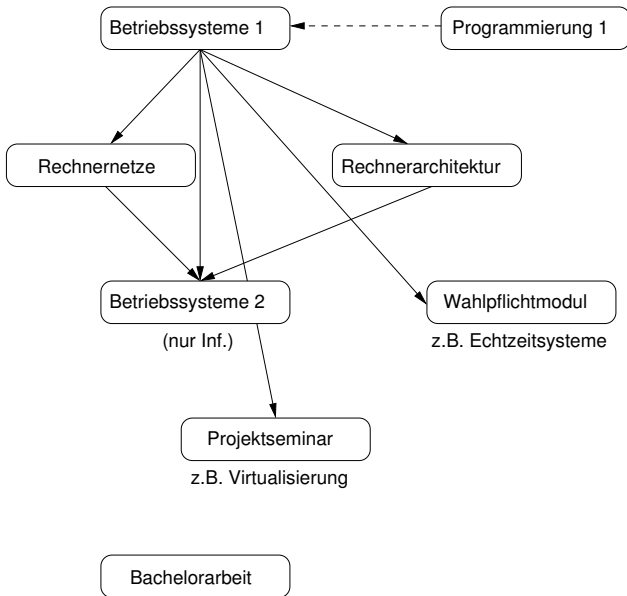 Betriebssysteme 1
Programmierung 1
Rechnernetze
Rechnerarchitektur
Betriebssysteme 2
Wahlpflichtmodul
(nur Inf.)
z.B. Echtzeitsysteme
Projektseminar
z.B. Virtualisierung
Bachelorarbeit